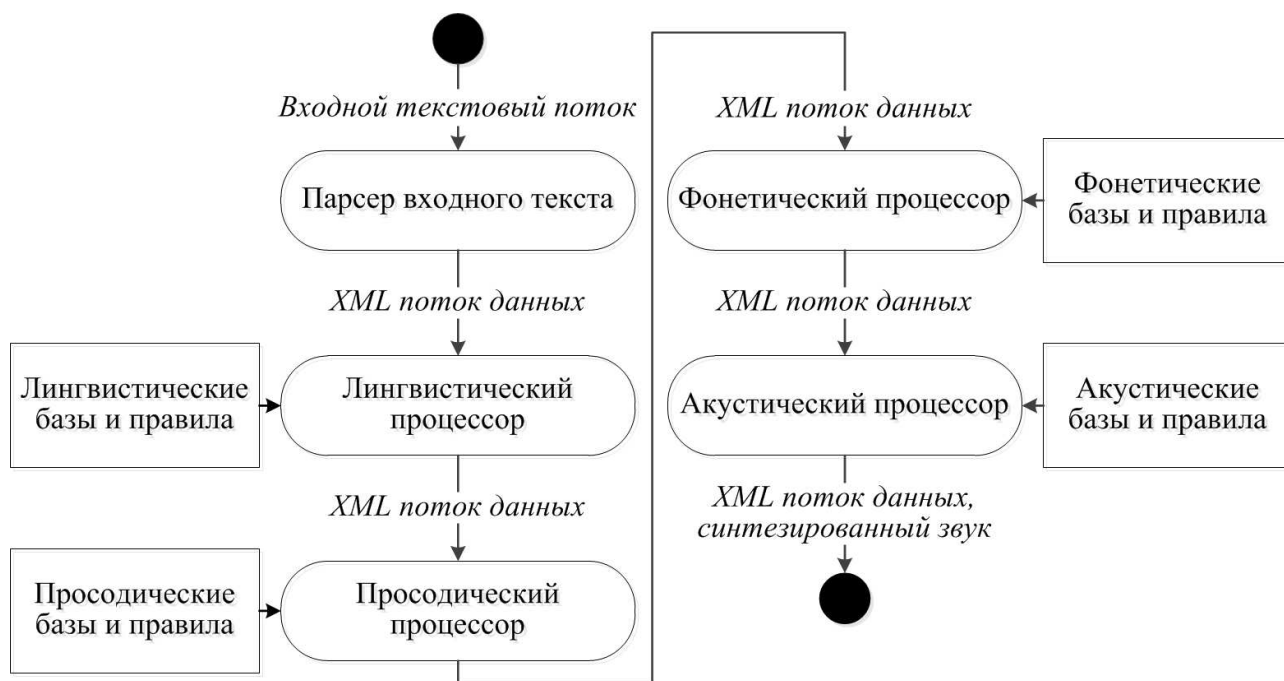 Входной текстовый поток
Парсер входного текста
XML поток данных
Лингвистические
базы и правила
Лингвистический
процессор
XML поток данных
Просодические
базы и правила
Просодический
процессор
XML поток данных
Фонетический процессор
Фонетические
базы и правила
XML поток данных
Акустический процессор
Акустические
базы и правила
XML поток данных,
синтезированный звук